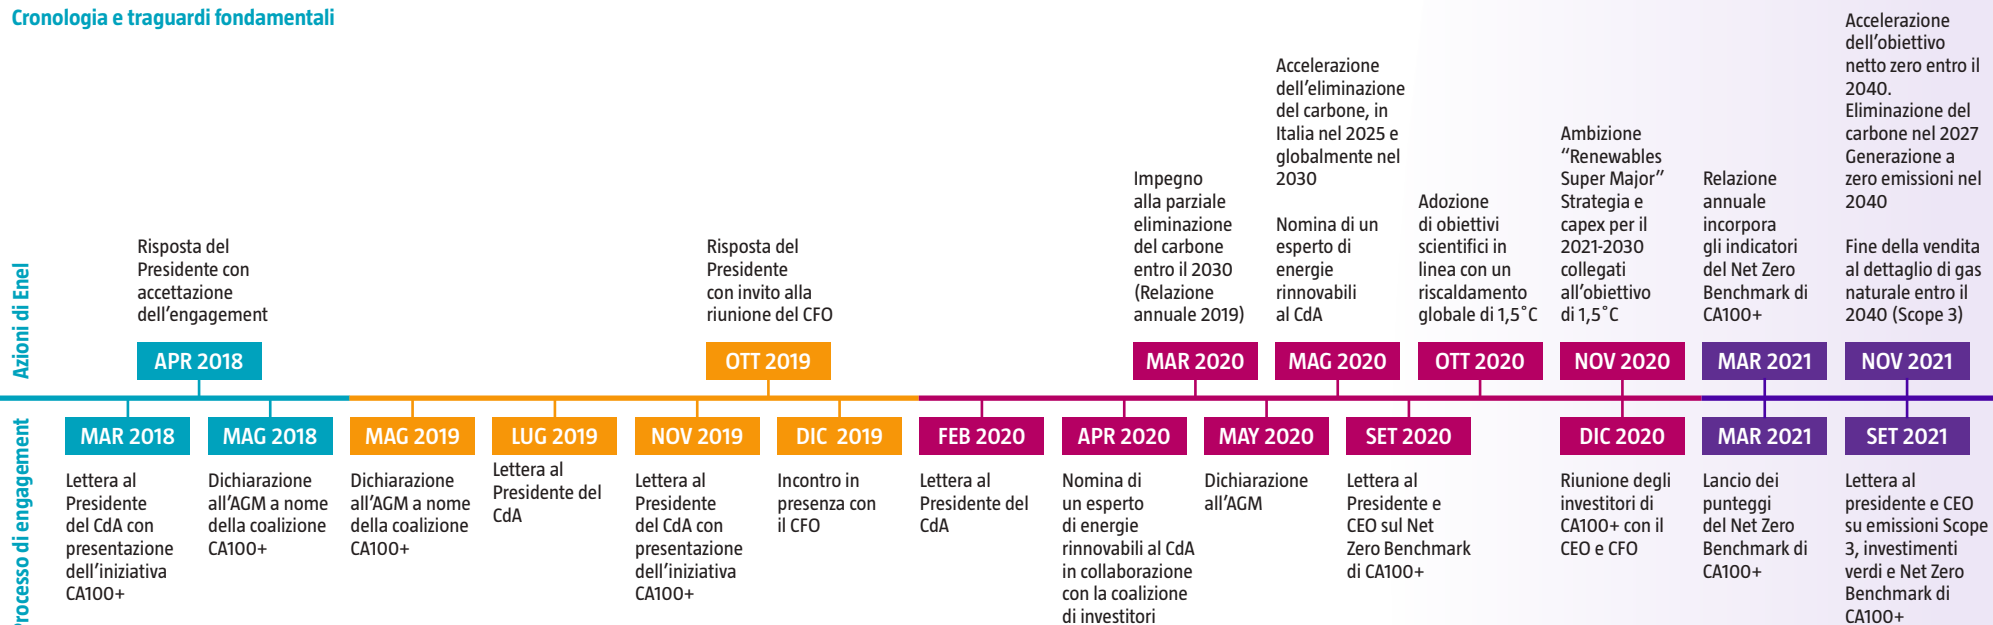 Cronologia e traguardi fondamentali
Azioni di Enel
Risposta del
Presidente con
accettazione
dell'engagement
APR 2018
Risposta del
Presidente
con invito alla
riunione del CFO
OTT 2019
Impegno
alla parziale
eliminazione
del carbone
entro il 2030
(Relazione
annuale 2019)
MAR 2020
Accelerazione
dell'eliminazione
del carbone, in
Italia nel 2025 e
globalmente nel
2030
Nomina di un
esperto di
energie
rinnovabili
al CdA
MAG 2020
Adozione
di obiettivi
scientifici in
linea con un
riscaldamento
globale di 1,5˚C
OTT 2020
Ambizione
“Renewables
Super Major”
Strategia e
capex per il
2021-2030
collegati
all'obiettivo
di 1,5˚C
NOV 2020
Relazione
annuale
incorpora
gli indicatori
del Net Zero
Benchmark di
CA100+
MAR 2021
Accelerazione
dell'obiettivo
netto zero entro il
2040.
Eliminazione del
carbone nel 2027
Generazione a
zero emissioni nel
2040
Fine della vendita
al dettaglio di gas
naturale entro il
2040 (Scope 3)
NOV 2021
Processo di engagement
MAR 2018
Lettera al
Presidente
del CdA con
presentazione
dell'iniziativa
CA100+
MAG 2018
Dichiarazione
all'AGM a nome
della coalizione
CA100+
MAG 2019
Dichiarazione
all'AGM a nome
della coalizione
CA100+
LUG 2019
Lettera al
Presidente del
CdA
NOV 2019
Lettera al
Presidente
del CdA con
presentazione
dell'iniziativa
CA100+
DIC 2019
Incontro in
presenza con
il CFO
FEB 2020
Lettera al
Presidente del
CdA
APR 2020
Nomina di
un esperto
di energie
rinnovabili al CdA
in collaborazione
con la coalizione
di investitori
MAY 2020
Dichiarazione
all'AGM
SET 2020
Lettera al
Presidente e
CEO sul Net
Zero Benchmark
di CA100+
DIC 2020
Riunione degli
investitori di
CA100+ con il
CEO e CFO
MAR 2021
Lancio dei
punteggi
del Net Zero
Benchmark di
CA100+
SET 2021
Lettera al
presidente e CEO
su emissioni Scope
3, investimenti
verdi e Net Zero
Benchmark di
CA100+